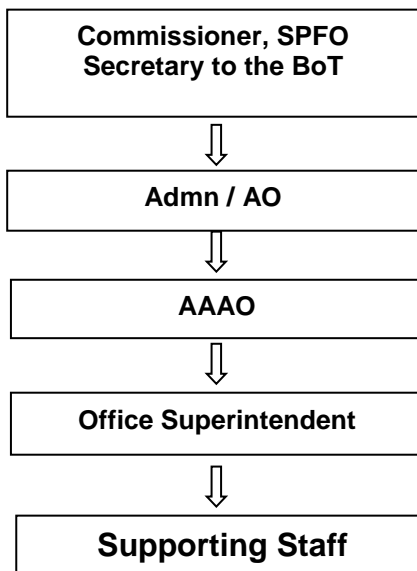 Commissioner, SPFO
Secretary to the BoT
Admn / AO
AAAO
Office Superintendent
Supporting Staff